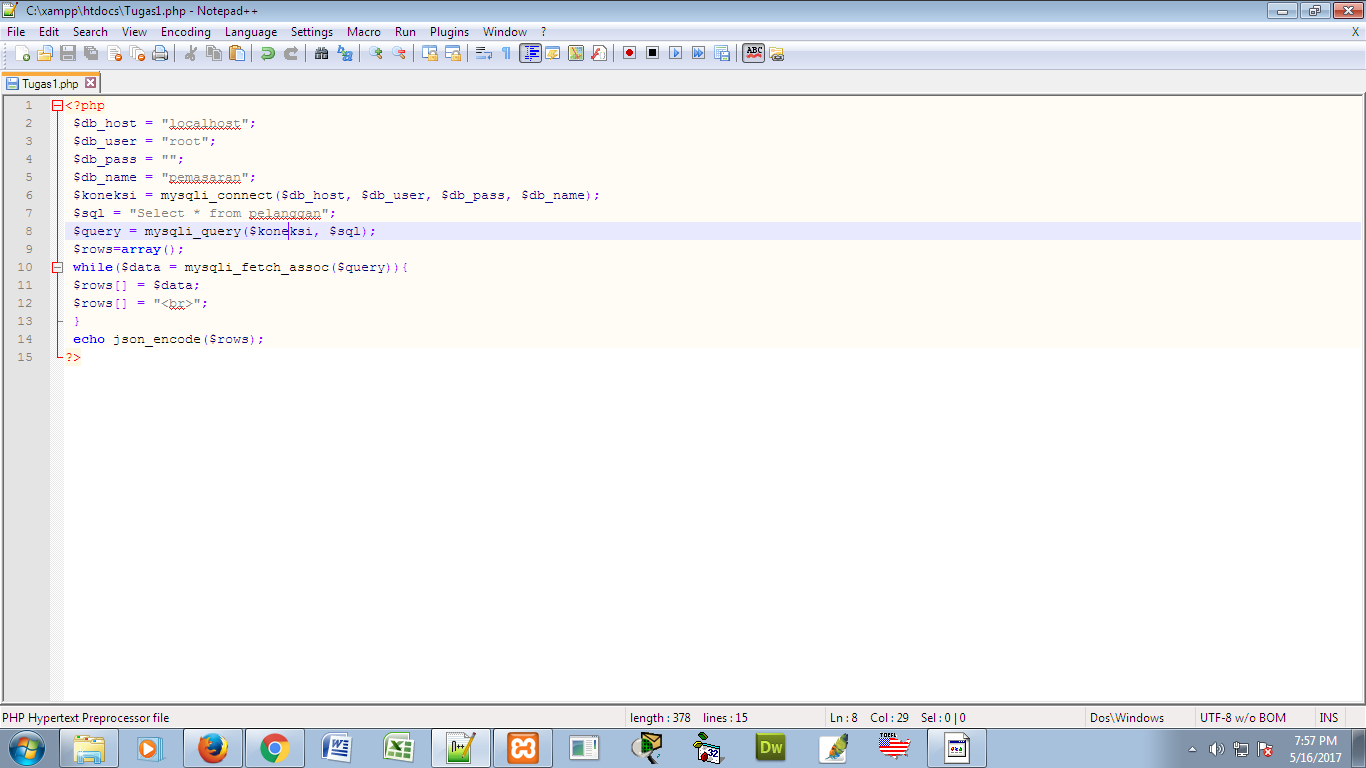 C:\xampp\htdocs\Tugas1.php - Notepad++
File Edit Search View Encoding Language Settings Macro Run Plugins Window ? X
ABC
Tugas1.php
1 <?php
2 $db_host = "localhost";
3 $db_user = "root";
4 $db_pass = "";
5 $db_name = "pemasaran";
6 $koneksi = mysqli_connect($db_host, $db_user, $db_pass, $db_name);
7 $sql = "Select * from pelanggan";
8 $query = mysqli_query($koneksi, $sql);
9 $rows=array();
10 while($data = mysqli_fetch_assoc($query)){
11 $rows[] = $data;
12 $rows[] = "<br>";
13 }
14 echo json_encode($rows);
15 ?>
PHP Hypertext Preprocessor file length : 378 lines : 15 Ln : 8 Col : 29 Sel : 0 | 0 Dos\Windows UTF-8 w/o BOM INS
32 Dw TOEFL
7:57 PM
5/16/2017